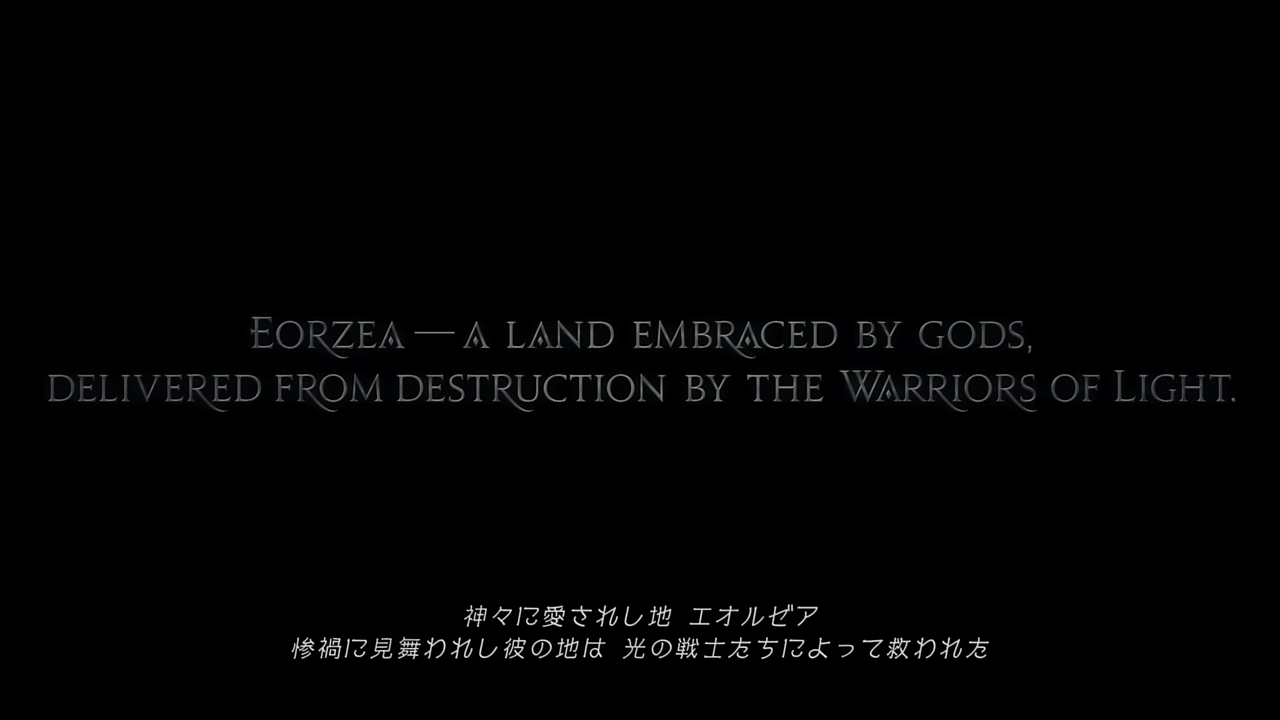 Eorzea — a land embraced by gods,
delivered from destruction by the Warriors of Light.
神々に愛されし地 エオルゼア
惨禍に見舞われし彼の地は 光の戦士たちによって救われた